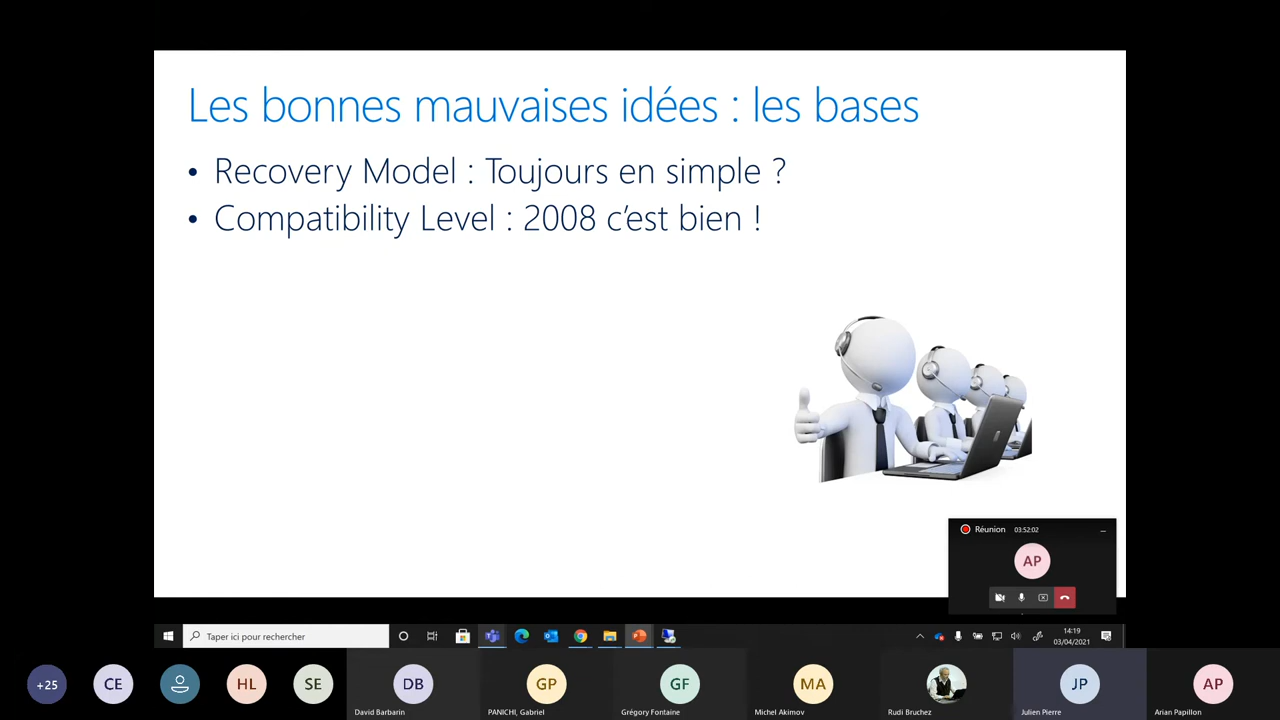 Les bonnes mauvaises idées : les bases
• Recovery Model : Toujours en simple ?
• Compatibility Level : 2008 c’est bien !
Réunion 03:52:02
AP
Taper ici pour rechercher
14:19
03/04/2021
+25 CE HL SE DB GP GF MA JP AP
David Barbarin PANICHI, Gabriel Grégory Fontaine Michel Akimov Rudi Bruchez Julien Pierre Arian Papillon